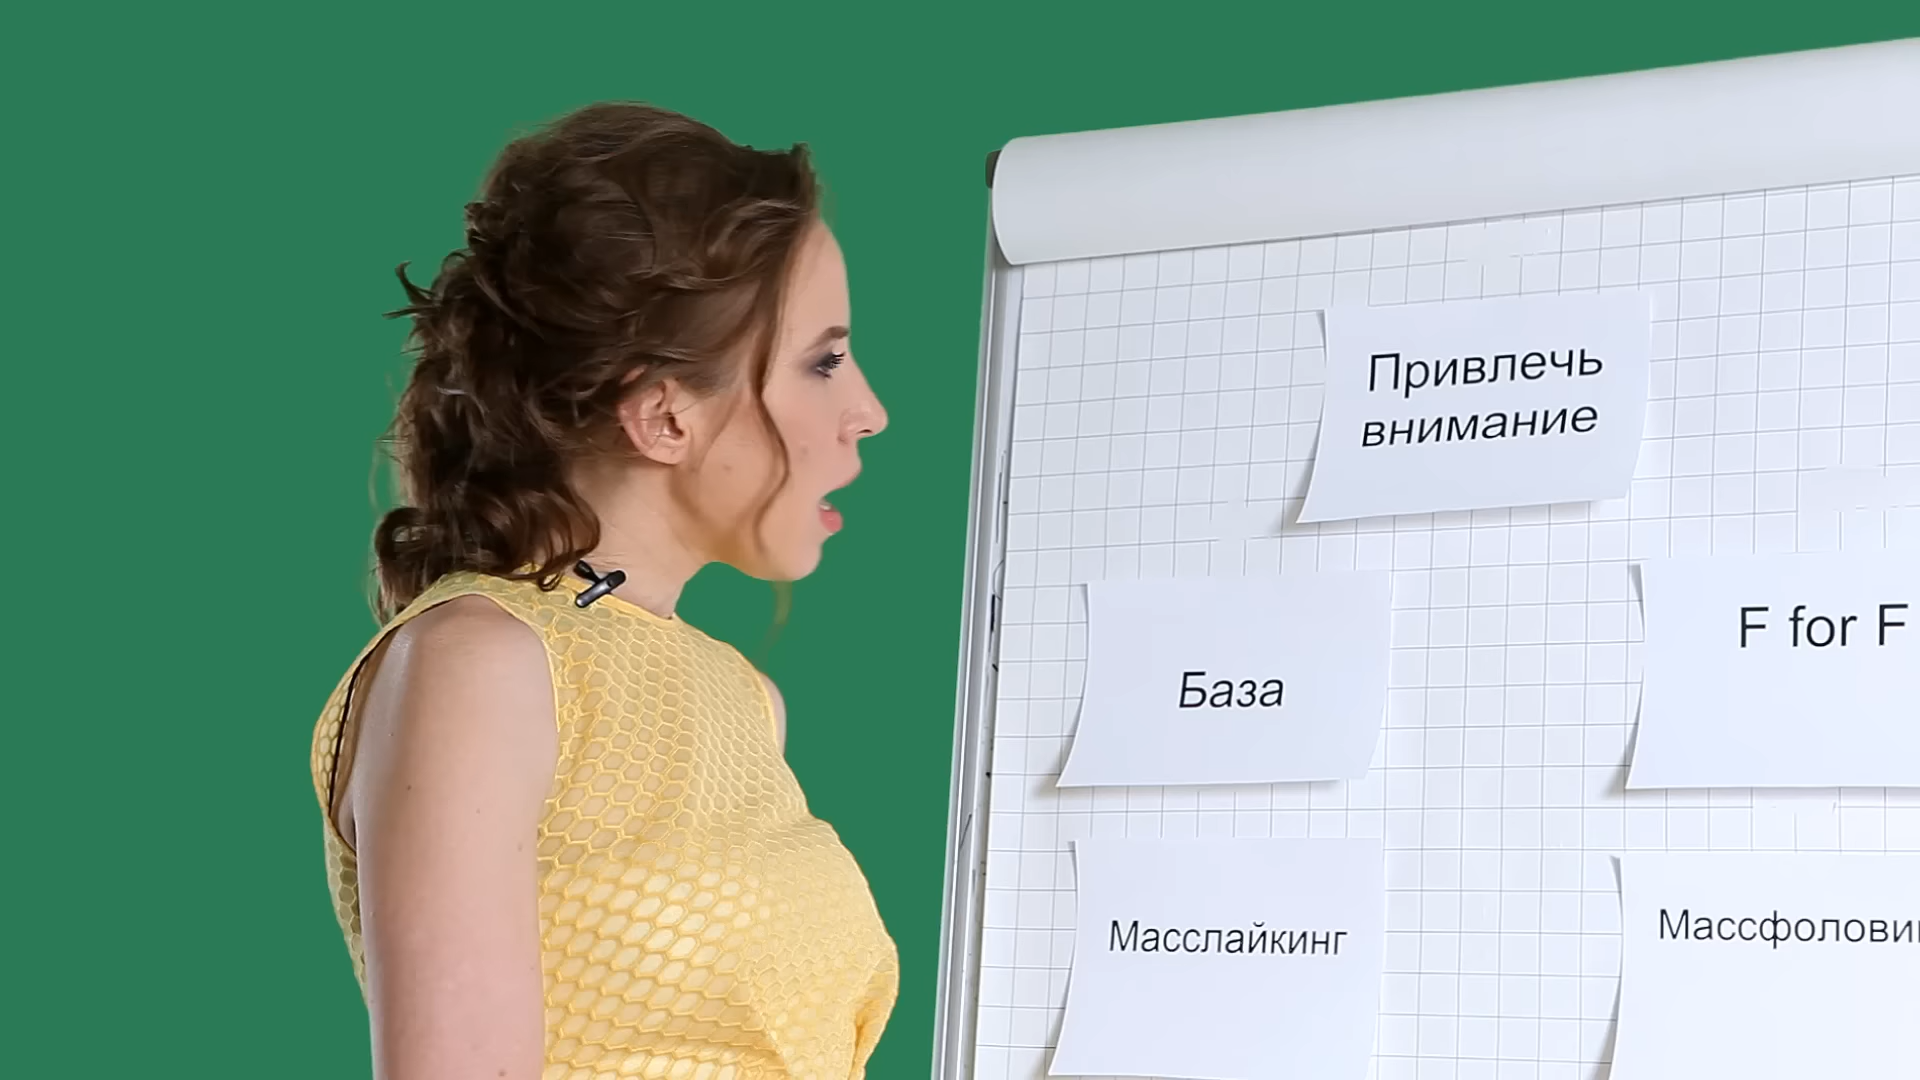 Привлечь
внимание
База
F for F
Масслайкинг